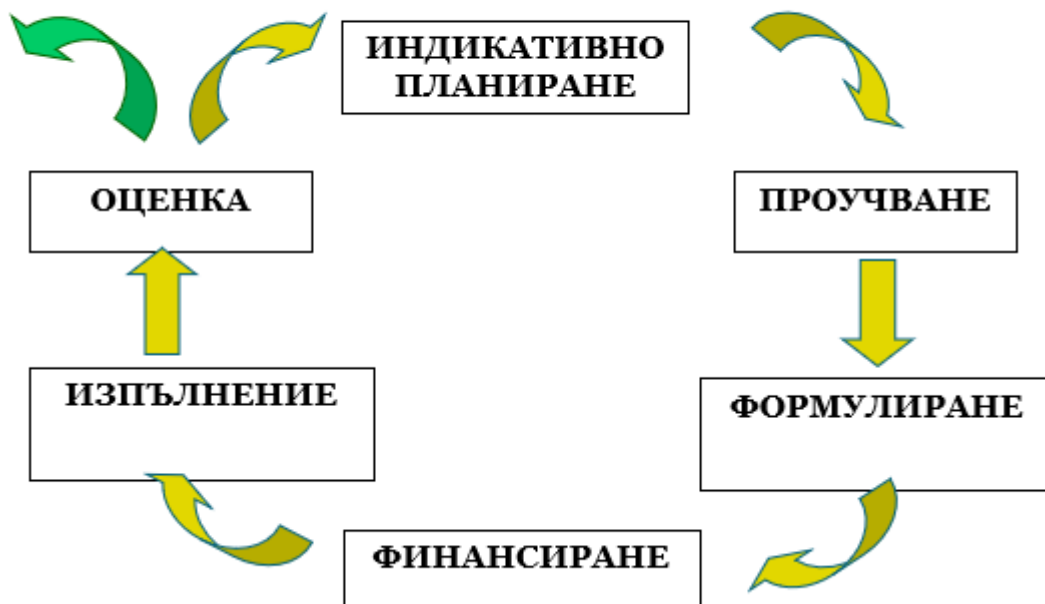 ИНДИКАТИВНО
ПЛАНИРАНЕ
ОЦЕНКА
ПРОУЧВАНЕ
ИЗПЪЛНЕНИЕ
ФОРМУЛИРАНЕ
ФИНАНСИРАНЕ